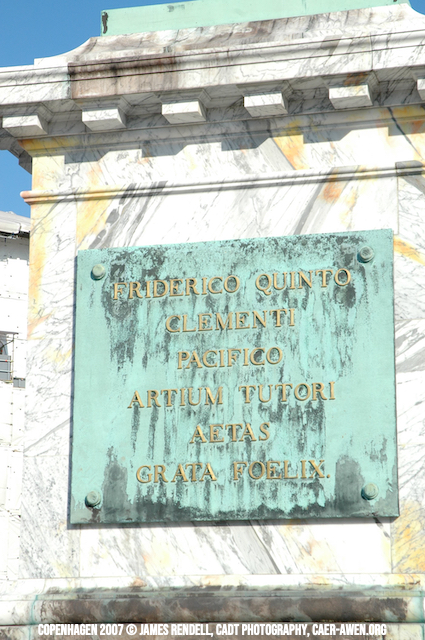 FRIDERICO QUINTO
CLEMENTI
PACIFICO
ARTIUM TUTORI
AETAS
GRATA FOELIX.
COPENHAGEN 2007 © JAMES RENDELL, CADT PHOTOGRAPHY, CAER-AWEN.ORG